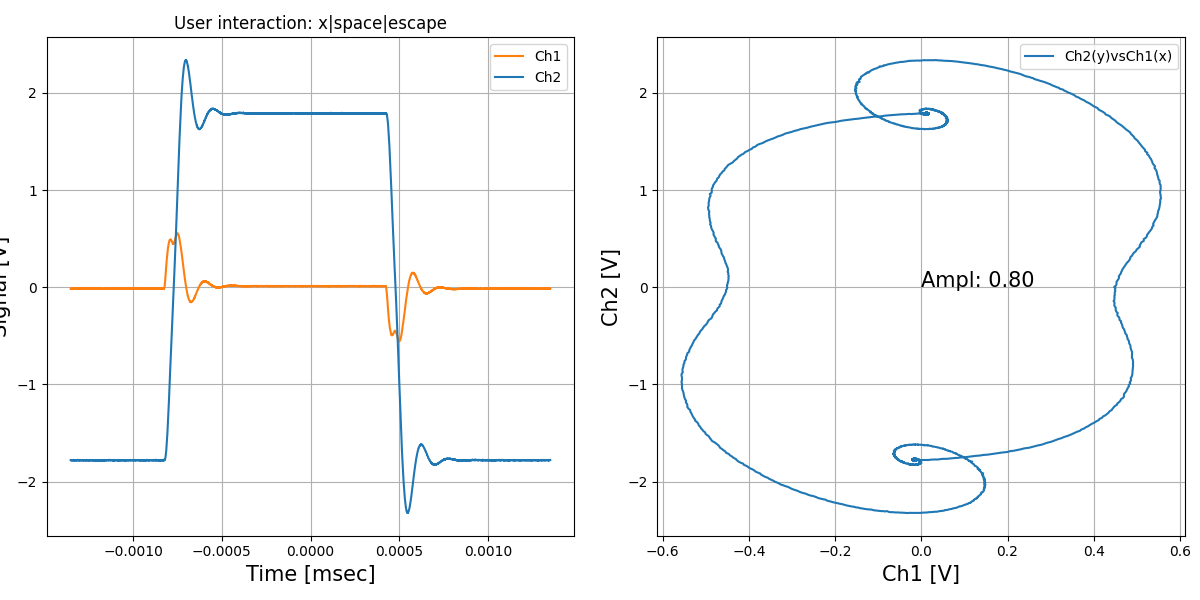 User interaction: x|space|escape
Ch1
Ch2
2
1
0
−1
−2
−0.0010
−0.0005
0.0000
0.0005
0.0010
Time [msec]
Ch2(y)vsCh1(x)
Ampl: 0.80
Ch2 [V]
2
1
0
−1
−2
−0.6
−0.4
−0.2
0.0
0.2
0.4
0.6
Ch1 [V]